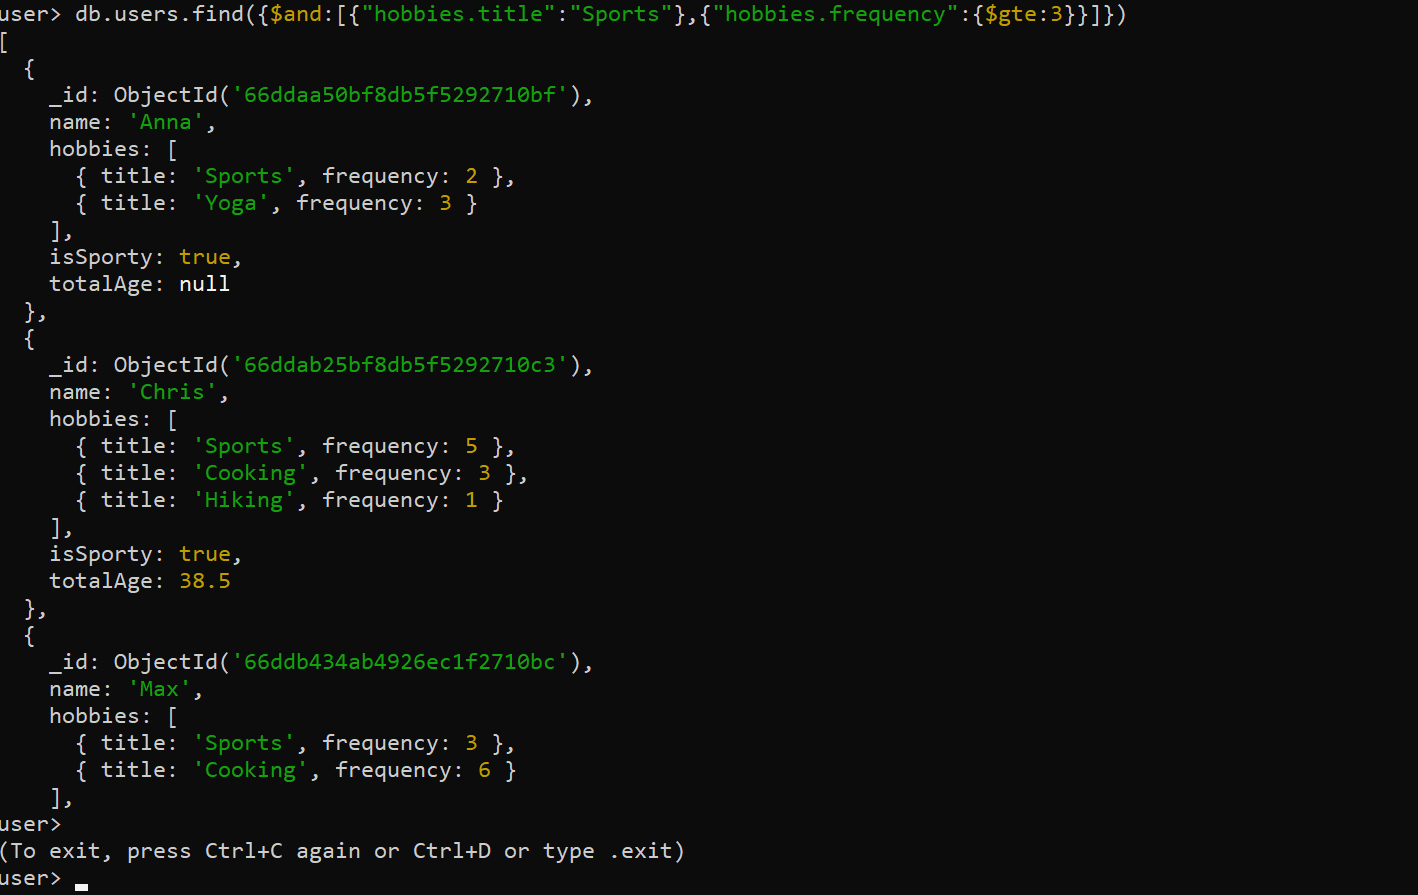 user> db.users.find({$and:[{"hobbies.title":"Sports"},{"hobbies.frequency":{$gte:3}}]})
[
  {
    _id: ObjectId('66ddaa50bf8db5f5292710bf'),
    name: 'Anna',
    hobbies: [
      { title: 'Sports', frequency: 2 },
      { title: 'Yoga', frequency: 3 }
    ],
    isSporty: true,
    totalAge: null
  },
  {
    _id: ObjectId('66ddab25bf8db5f5292710c3'),
    name: 'Chris',
    hobbies: [
      { title: 'Sports', frequency: 5 },
      { title: 'Cooking', frequency: 3 },
      { title: 'Hiking', frequency: 1 }
    ],
    isSporty: true,
    totalAge: 38.5
  },
  {
    _id: ObjectId('66ddb434ab4926ec1f2710bc'),
    name: 'Max',
    hobbies: [
      { title: 'Sports', frequency: 3 },
      { title: 'Cooking', frequency: 6 }
    ],
user>
(To exit, press Ctrl+C again or Ctrl+D or type .exit)
user>